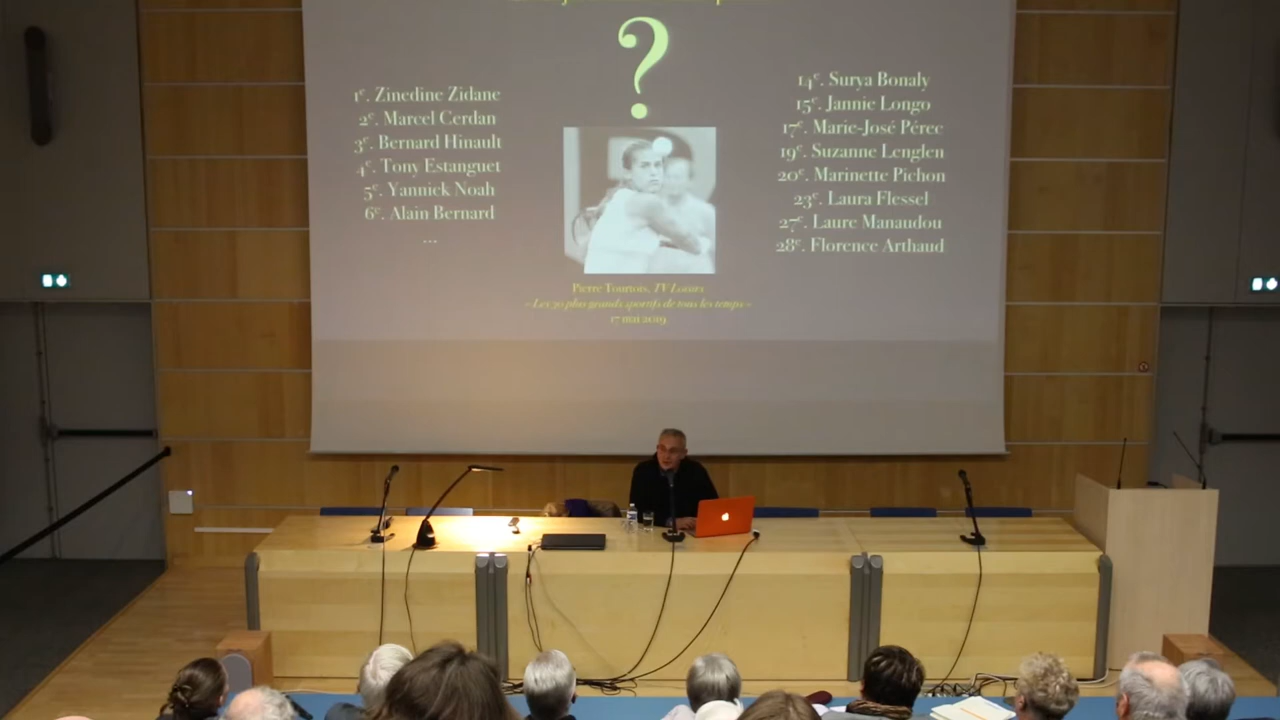 ?
1e. Zinedine Zidane
2e. Marcel Cerdan
3e. Bernard Hinault
4e. Tony Estanguet
5e. Yannick Noah
6e. Alain Bernard
...
14e. Surya Bonaly
15e. Jannie Longo
17e. Marie-José Pérec
19e. Suzanne Lenglen
20e. Marinette Pichon
23e. Laura Flessel
27e. Laure Manaudou
28e. Florence Arthaud
Pierre Tourtois, TV Loisirs
« Les 30 plus grands sportifs de tous les temps »
17 mai 2019